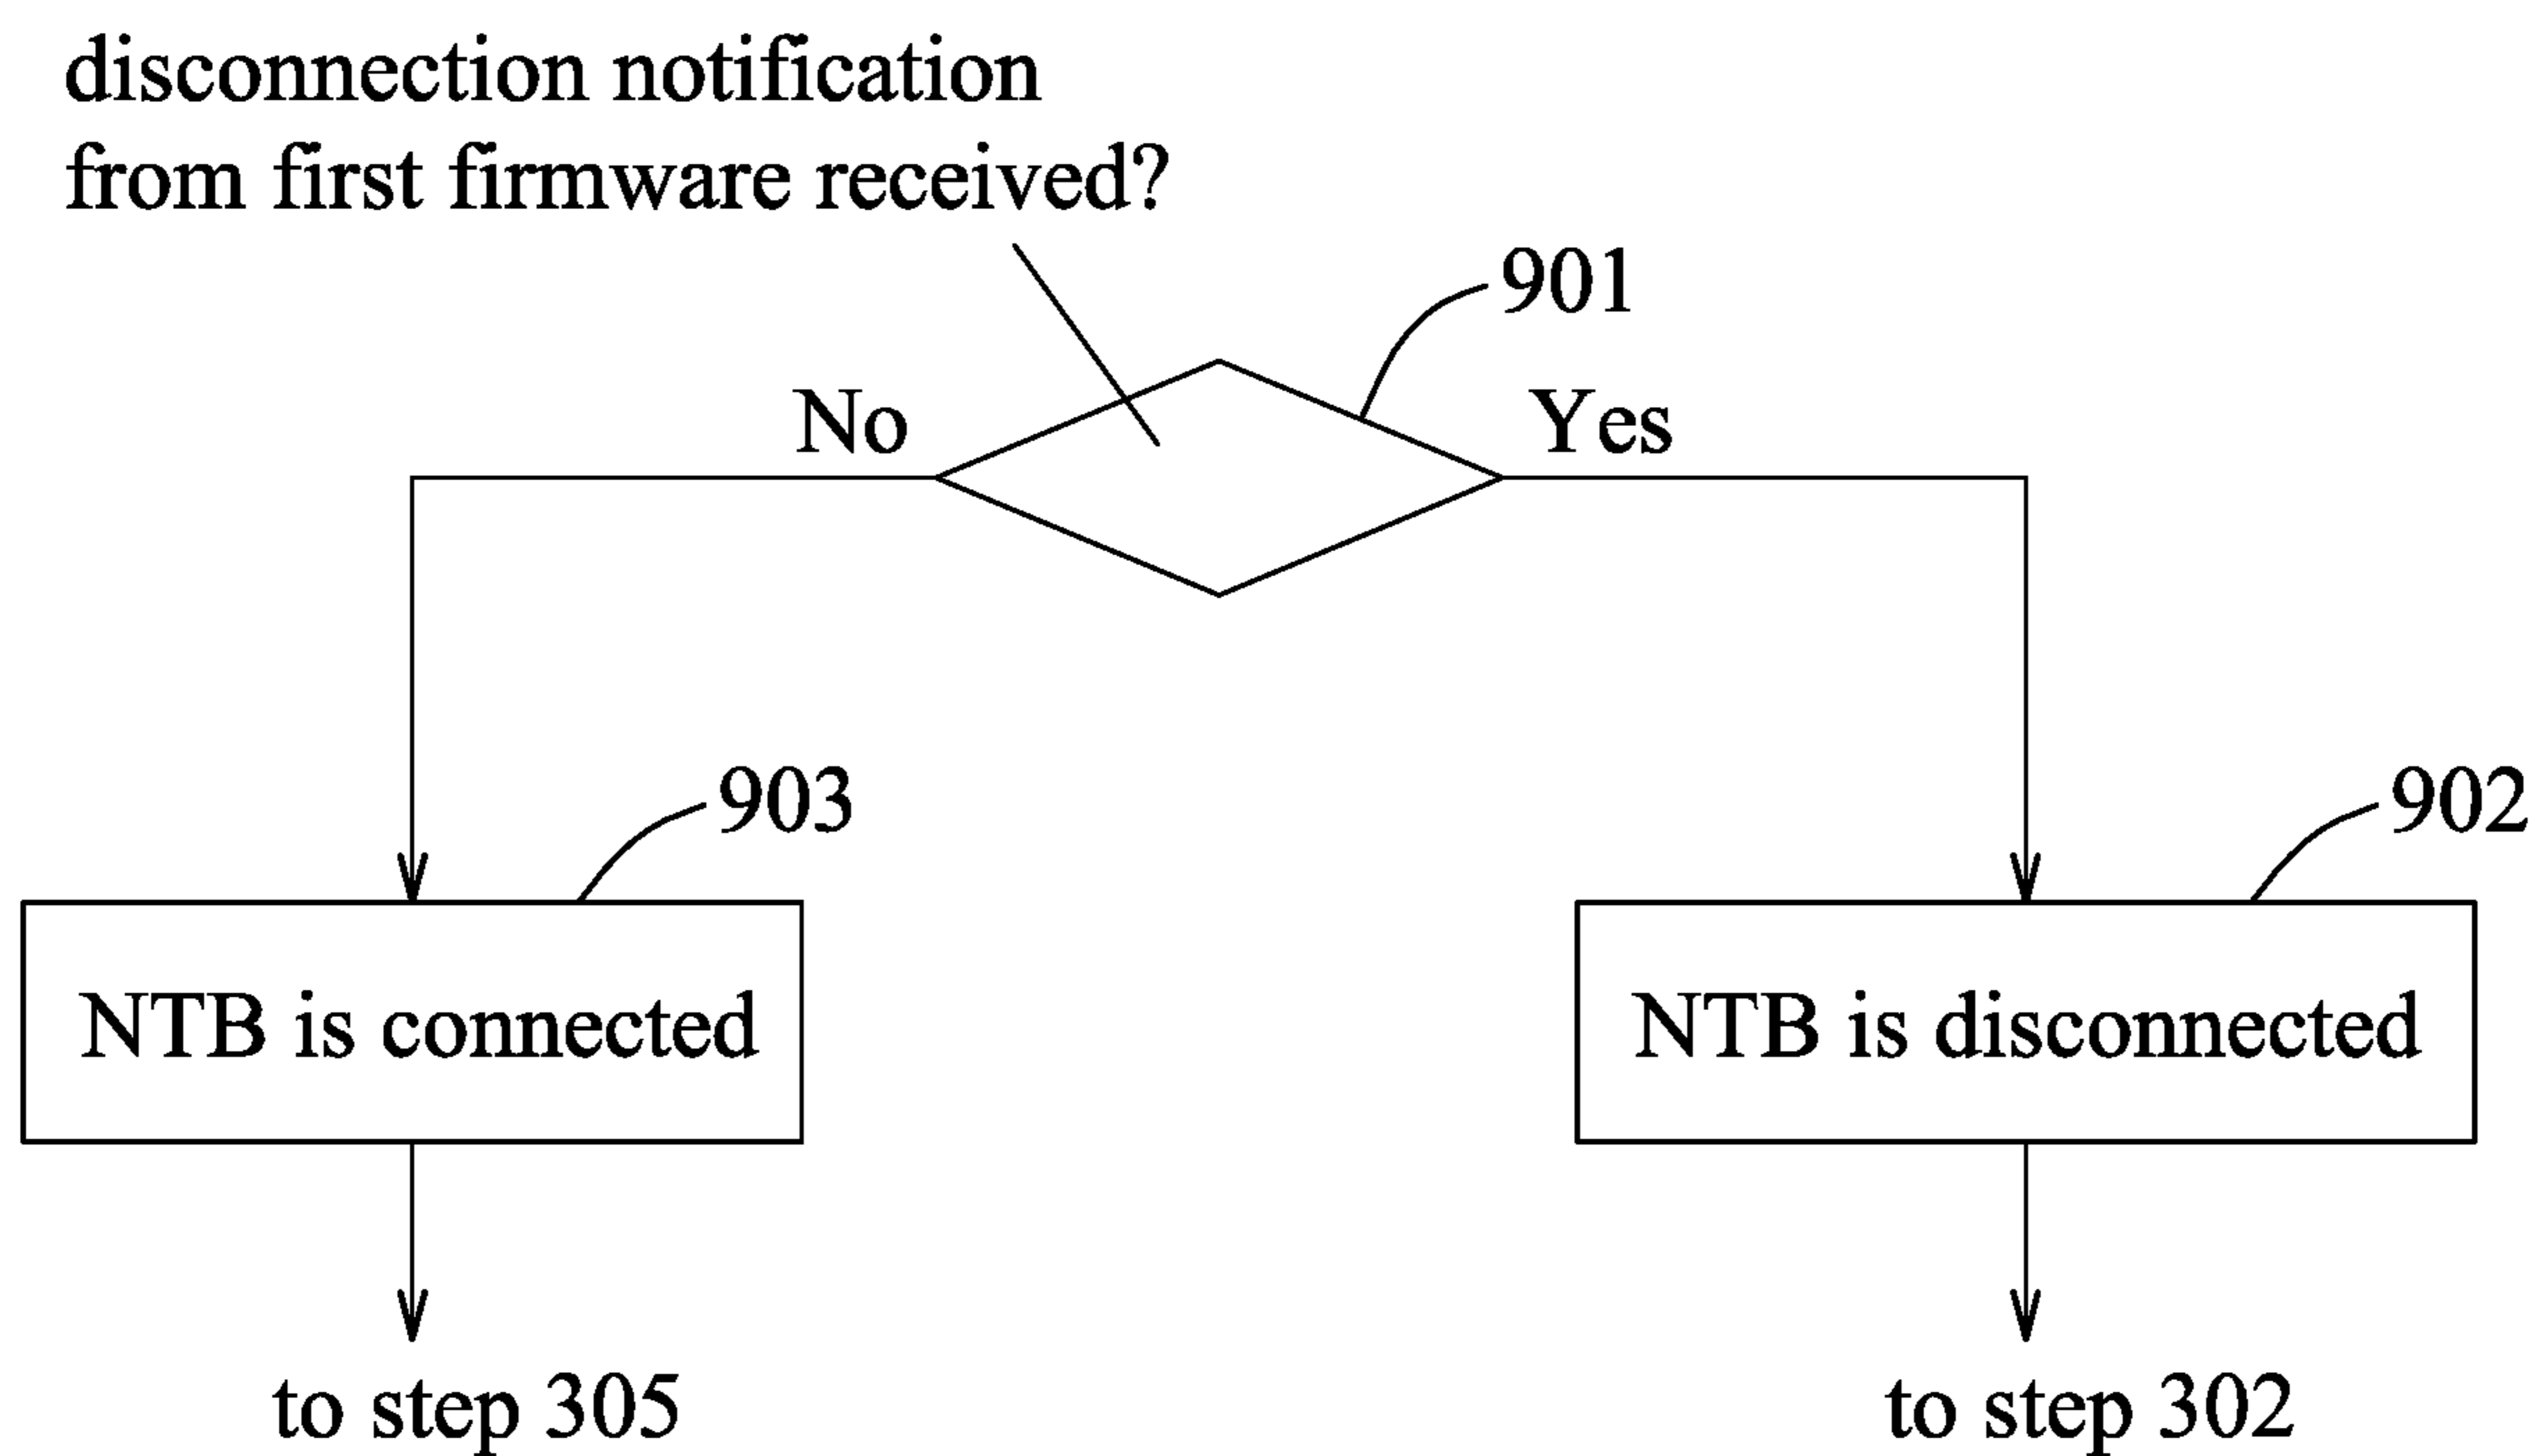 disconnection notification
from first firmware received?
901
No
Yes
903
902
NTB is connected
NTB is disconnected
to step 305
to step 302